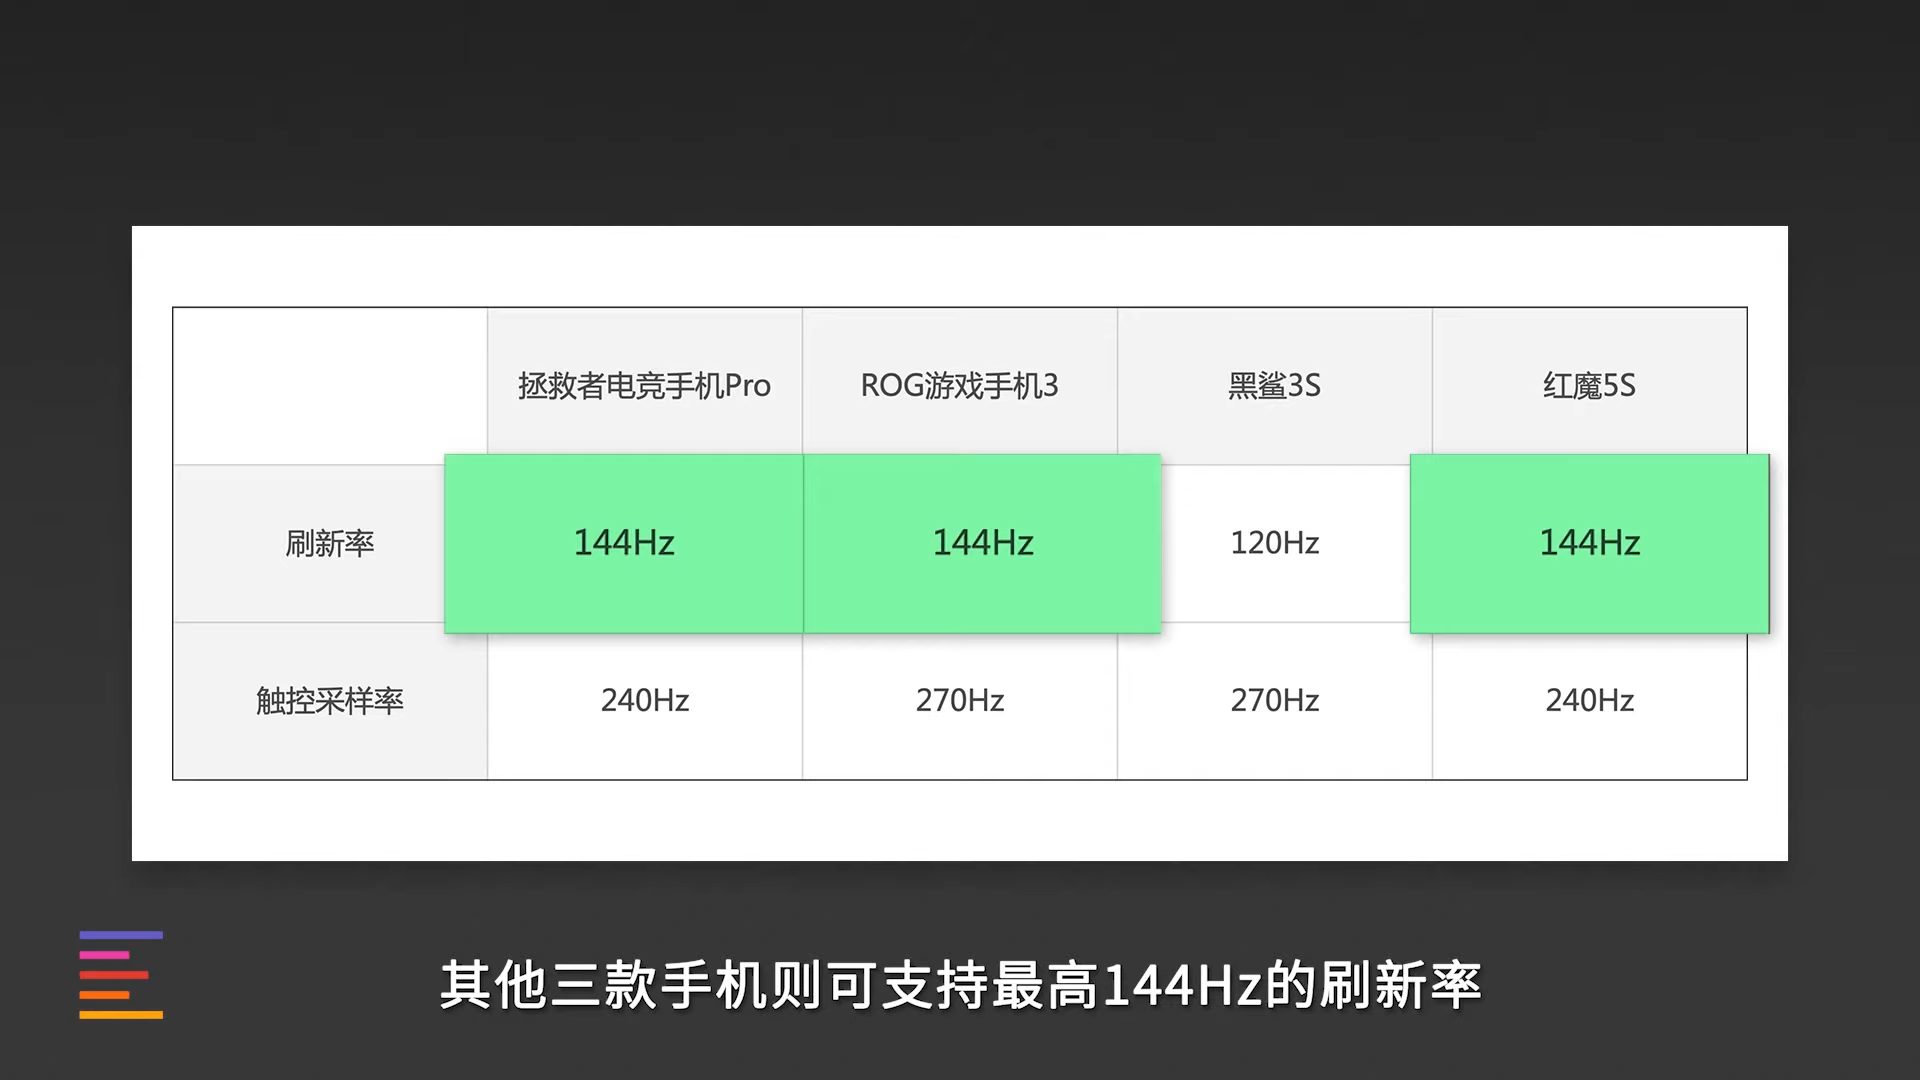 拯救者电竞手机Pro ROG游戏手机3 黑鲨3S 红魔5S
刷新率 144Hz 144Hz 120Hz 144Hz
触控采样率 240Hz 270Hz 270Hz 240Hz
其他三款手机则可支持最高144Hz的刷新率